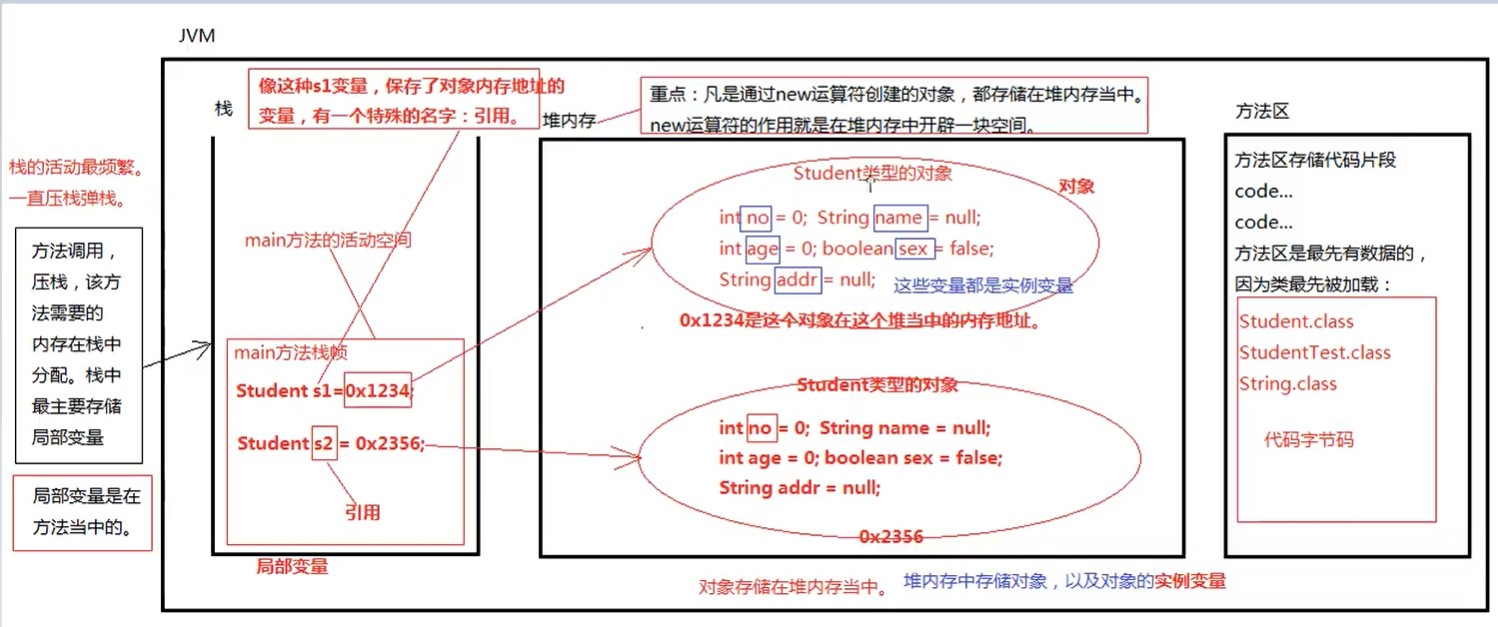 JVM
栈
像这种s1变量，保存了对象内存地址的
变量，有一个特殊的名字：引用。
堆内存
重点：凡是通过new运算符创建的对象，都存储在堆内存当中。
new运算符的作用就是在堆内存中开辟一块空间。
方法区
栈的活动最频繁。
一直压栈弹栈。
方法调用，
压栈，该方
法需要的
内存在栈中
分配。栈中
最主要存储
局部变量
局部变量是在
方法当中的。
main方法的活动空间
main方法栈帧
Student s1=0x1234;
Student s2 = 0x2356;
引用
局部变量
Student类型的对象
对象
int no = 0; String name = null;
int age = 0; boolean sex = false;
String addr = null;
这些变量都是实例变量
0x1234是这个对象在这个堆当中的内存地址。
Student类型的对象
int no = 0; String name = null;
int age = 0; boolean sex = false;
String addr = null;
0x2356
对象存储在堆内存当中。
堆内存中存储对象，以及对象的实例变量
方法区存储代码片段
code...
code...
方法区是最先有数据的，
因为类最先被加载：
Student.class
StudentTest.class
String.class
代码字节码